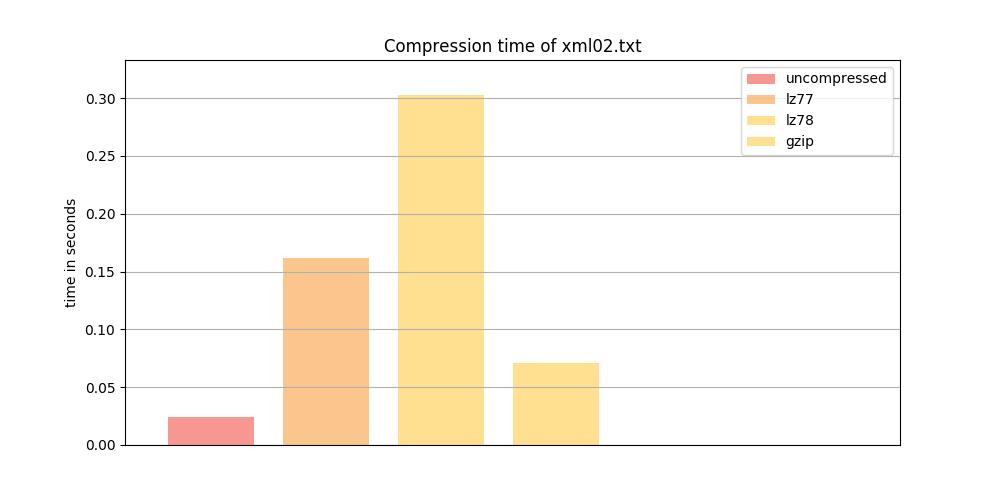 Compression time of xml02.txt
uncompressed
lz77
lz78
gzip
time in seconds
0.30
0.25
0.20
0.15
0.10
0.05
0.00